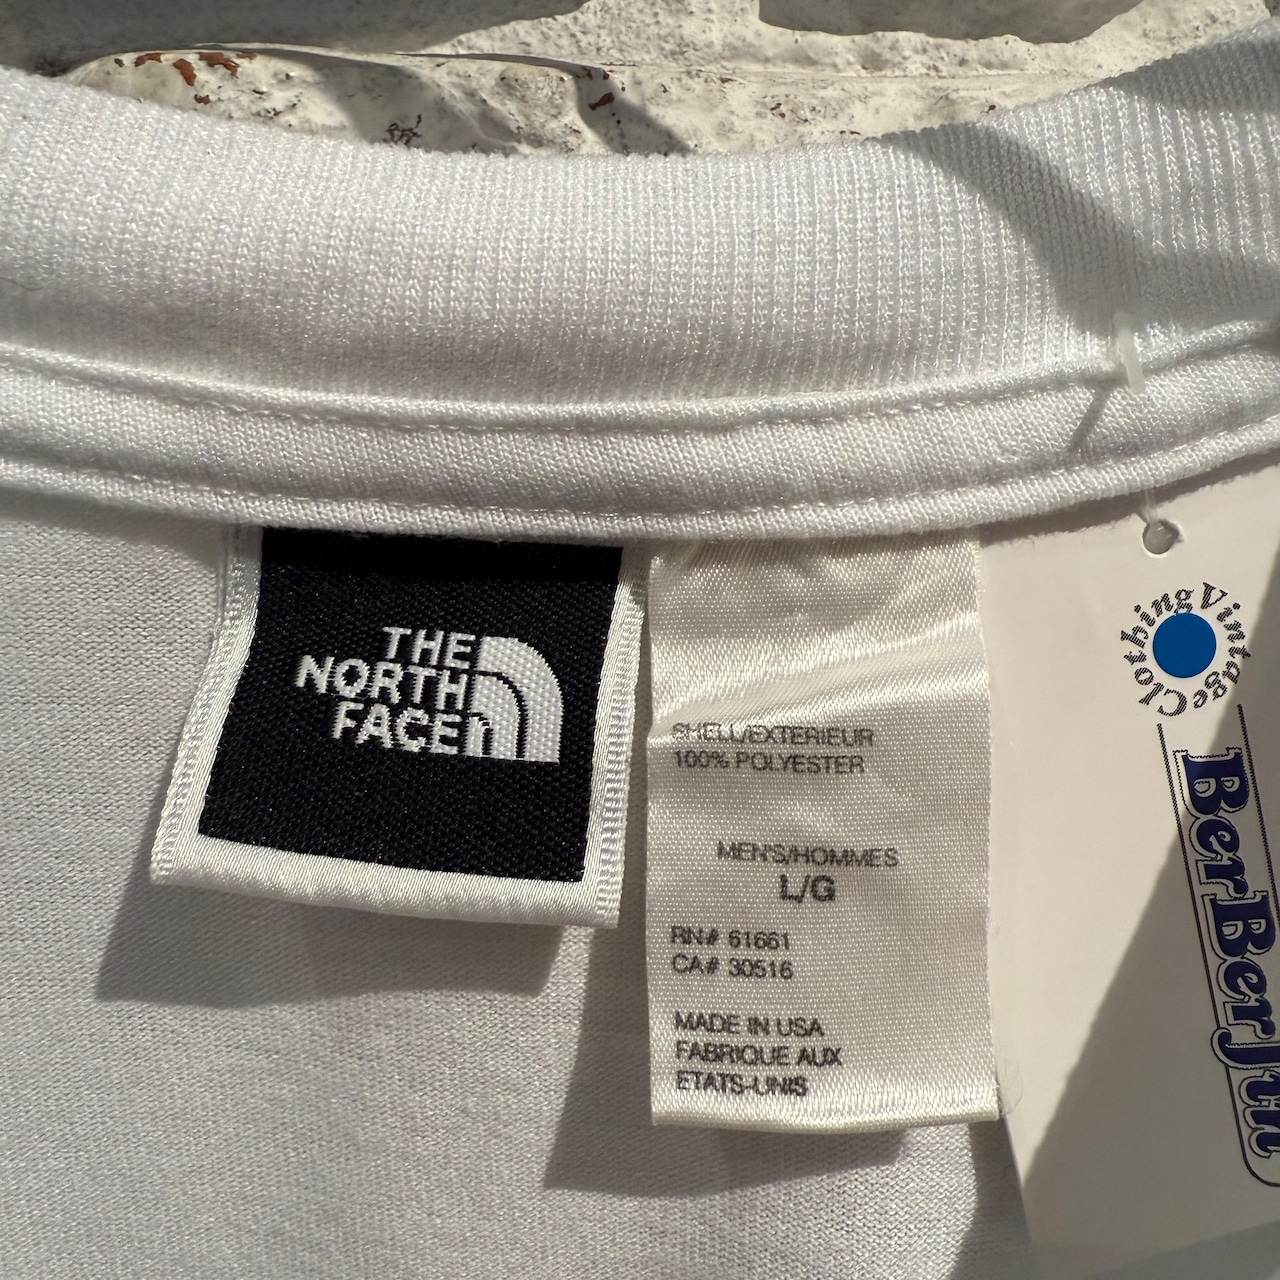 THE
NORTH
FACE
SHELL/EXTERIEUR
100% POLYESTER
MEN'S/HOMMES
L/G
RN# 61661
CA# 30516
MADE IN USA
FABRIQUE AUX
ETATS-UNIS
Vintage Clothing
BerBerJin